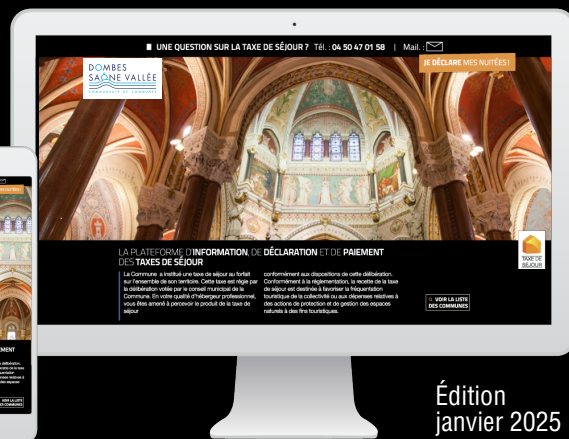 UNE QUESTION SUR LA TAXE DE SÉJOUR ? Tél. : 04 50 47 01 58 | Mail. :
JE DÉCLARE MES NUITÉES !
DOMBES
SAÔNE VALLÉE
COMMUNAUTÉ DE COMMUNES
TAXE DE
SÉJOUR
LA PLATEFORME D'INFORMATION, DE DÉCLARATION ET DE PAIEMENT
DES TAXES DE SÉJOUR
La Commune a institué une taxe de séjour au forfait
sur l'ensemble de son territoire. Cette taxe est régie par
la délibération votée par le conseil municipal de la
Commune. En votre qualité d'hébergeur professionnel,
vous êtes amené à percevoir le produit de la taxe de
séjour
conformément aux dispositions de cette délibération.
Conformément à la réglementation, la recette de la taxe
de séjour est destinée à favoriser la fréquentation
touristique de la collectivité ou aux dépenses relatives à
des actions de protection et de gestion des espaces
naturels à des fins touristiques.
VOIR LA LISTE
DES COMMUNES
VOIR LA LISTE
DES COMMUNES
Édition
janvier 2025